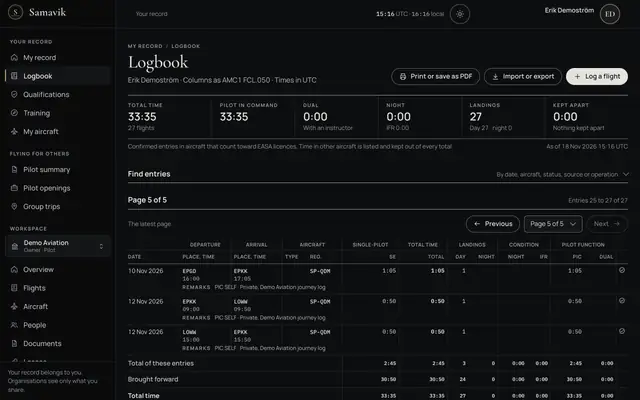 S Samavik
Your record
15:16 UTC · 16:16 local
Erik Demoström
ED
YOUR RECORD
My record
Logbook
Qualifications
Training
My aircraft
FLYING FOR OTHERS
Pilot summary
Pilot openings
Group trips
WORKSPACE
Demo Aviation
Owner · Pilot
Overview
Flights
Aircraft
People
Documents
Your record belongs to you.
Organisations see only what you
share.
MY RECORD / LOGBOOK
Logbook
Erik Demoström · Columns as AMC1 FCL.050 · Times in UTC
Print or save as PDF
Import or export
+ Log a flight
TOTAL TIME PILOT IN COMMAND DUAL NIGHT LANDINGS KEPT APART
33:35 33:35 0:00 0:00 27 0:00
27 flights With an instructor IFR 0:00 Day 27 · night 0 Nothing kept apart
Confirmed entries in aircraft that count toward EASA licences. Time in other aircraft is listed and kept out of every total.
As of 18 Nov 2026 15:16 UTC
Find entries
By date, aircraft, status, source or operation
Page 5 of 5
Entries 25 to 27 of 27
The latest page
← Previous
Page 5 of 5
Next →
DEPARTURE ARRIVAL AIRCRAFT SINGLE-PILOT TOTAL TIME LANDINGS CONDITION PILOT FUNCTION
DATE PLACE, TIME PLACE, TIME TYPE REG. SE TOTAL DAY NIGHT NIGHT IFR PIC DUAL
10 Nov 2026 EPGD EPKK SP-QDM 1:05 1:05 1 1:05
16:00 17:05
REMARKS PIC SELF · Private, Demo Aviation journey log
12 Nov 2026 EPKK LOWW SP-QDM 0:50 0:50 1 0:50
09:00 09:50
REMARKS PIC SELF · Private, Demo Aviation journey log
12 Nov 2026 LOWW EPKK SP-QDM 0:50 0:50 1 0:50
15:00 15:50
REMARKS PIC SELF · Private, Demo Aviation journey log
Total of these entries 2:45 2:45 3 0 0:00 0:00 2:45 0:00
Brought forward 30:50 30:50 24 0 0:00 0:00 30:50 0:00
Total time 33:35 33:35 27 0 0:00 0:00 33:35 0:00